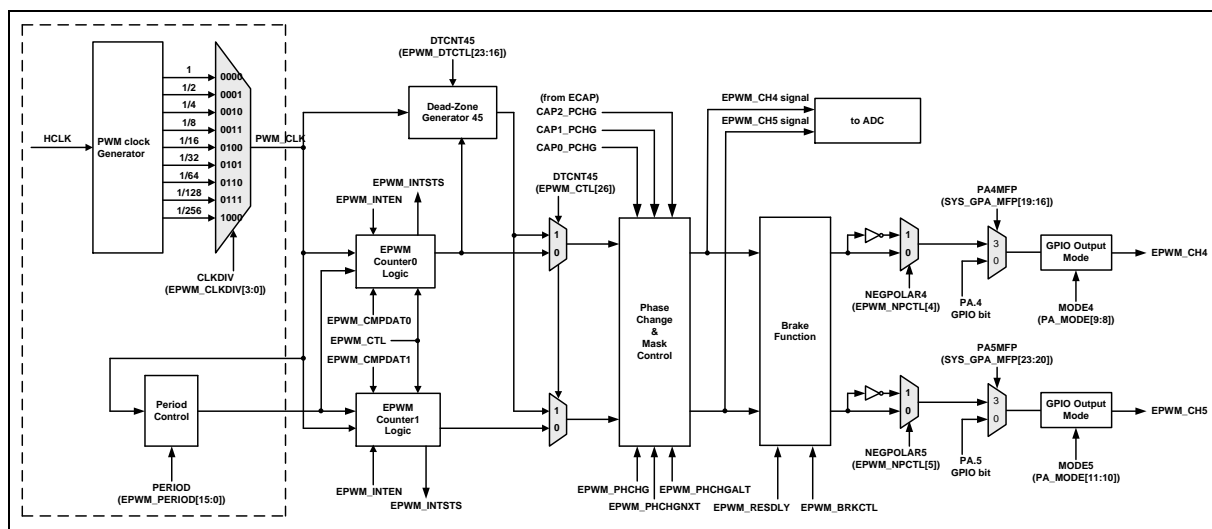 HCLK
PWM clock
Generator
1
1/2
1/4
1/8
1/16
1/32
1/64
1/128
1/256
0000
0001
0010
0011
0100
0101
0110
0111
1000
PWM_CLK
CLKDIV
(EPWM_CLKDIV[3:0])
Period
Control
PERIOD
(EPWM_PERIOD[15:0])
DTCNT45
(EPWM_DTCTL[23:16])
Dead-Zone
Generator 45
EPWM_INTSTS
EPWM_INTEN
EPWM
Counter0
Logic
EPWM_CMPDAT0
EPWM_CTL
EPWM_CMPDAT1
EPWM
Counter1
Logic
EPWM_INTEN
EPWM_INTSTS
DTCNT45
(EPWM_CTL[26])
1
0
1
0
(from ECAP)
CAP2_PCHG
CAP1_PCHG
CAP0_PCHG
Phase
Change
&
Mask
Control
EPWM_PHCHG
EPWM_PHCHGALT
EPWM_PHCHGNXT
EPWM_CH4 signal
EPWM_CH5 signal
to ADC
Brake
Function
EPWM_RESDLY
EPWM_BRKCTL
1
0
NEGPOLAR4
(EPWM_NPCTL[4])
PA4MFP
(SYS_GPA_MFP[19:16])
3
0
PA.4
GPIO bit
GPIO Output
Mode
MODE4
(PA_MODE[9:8])
EPWM_CH4
1
0
NEGPOLAR5
(EPWM_NPCTL[5])
PA5MFP
(SYS_GPA_MFP[23:20])
3
0
PA.5
GPIO bit
GPIO Output
Mode
MODE5
(PA_MODE[11:10])
EPWM_CH5